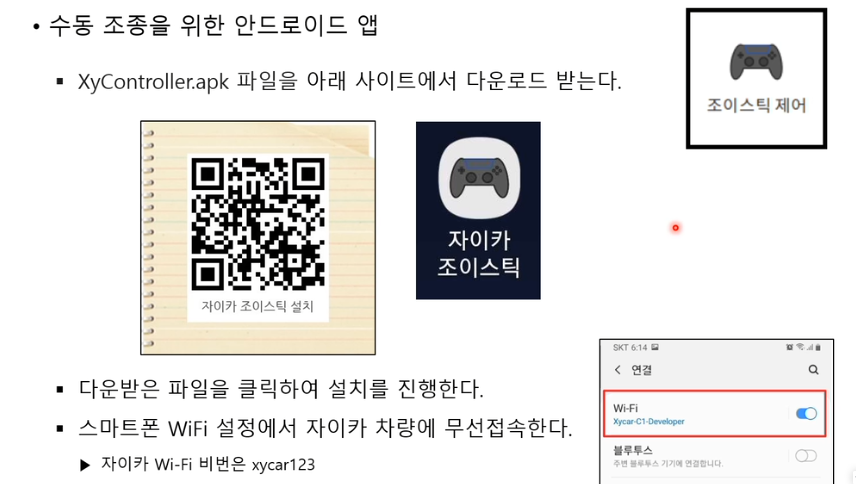 • 수동 조종을 위한 안드로이드 앱
▪ XyController.apk 파일을 아래 사이트에서 다운로드 받는다.
조이스틱 제어
자이카 조이스틱 설치
자이카
조이스틱
▪ 다운받은 파일을 클릭하여 설치를 진행한다.
▪ 스마트폰 WiFi 설정에서 자이카 차량에 무선접속한다.
▶ 자이카 Wi-Fi 비번은 xycar123
SKT 6:14
연결
Wi-Fi
Xycar-C1-Developer
블루투스
주변 블루투스 기기에 연결합니다.